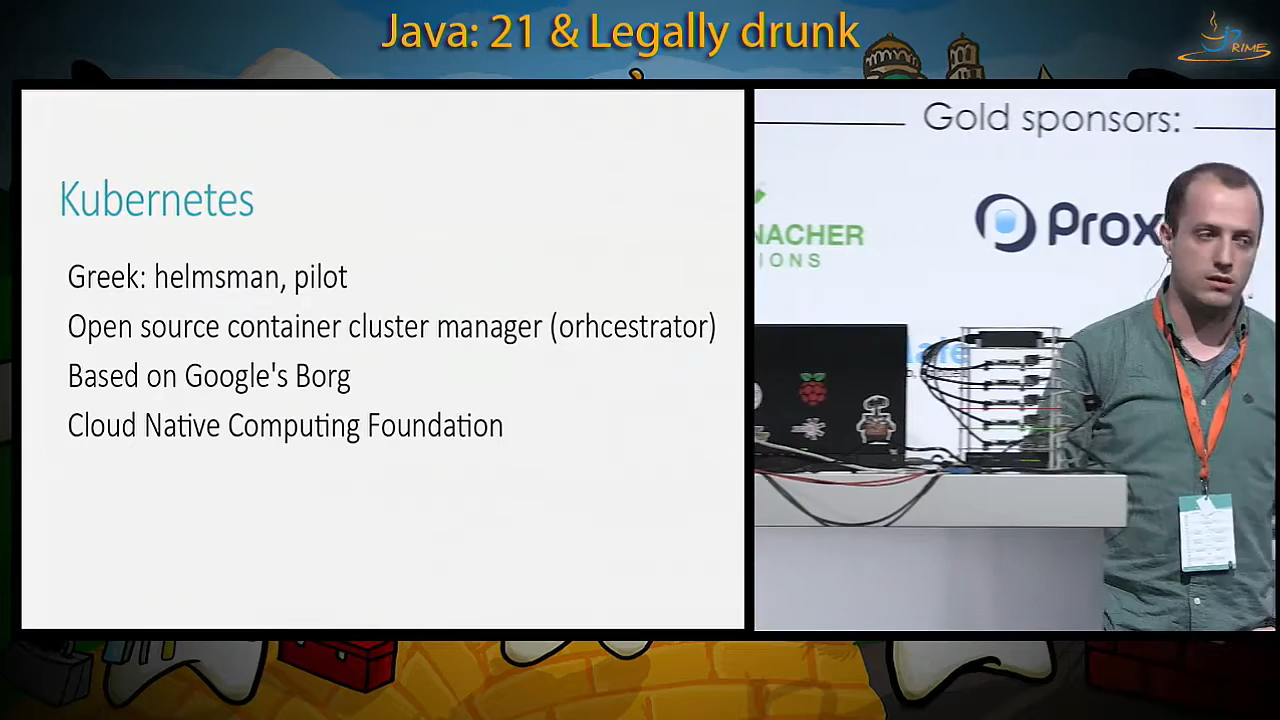 Java: 21 & Legally drunk
PRIME
Kubernetes
Greek: helmsman, pilot
Open source container cluster manager (orhcestrator)
Based on Google's Borg
Cloud Native Computing Foundation
Gold sponsors:
NACHER
IONS
Prox